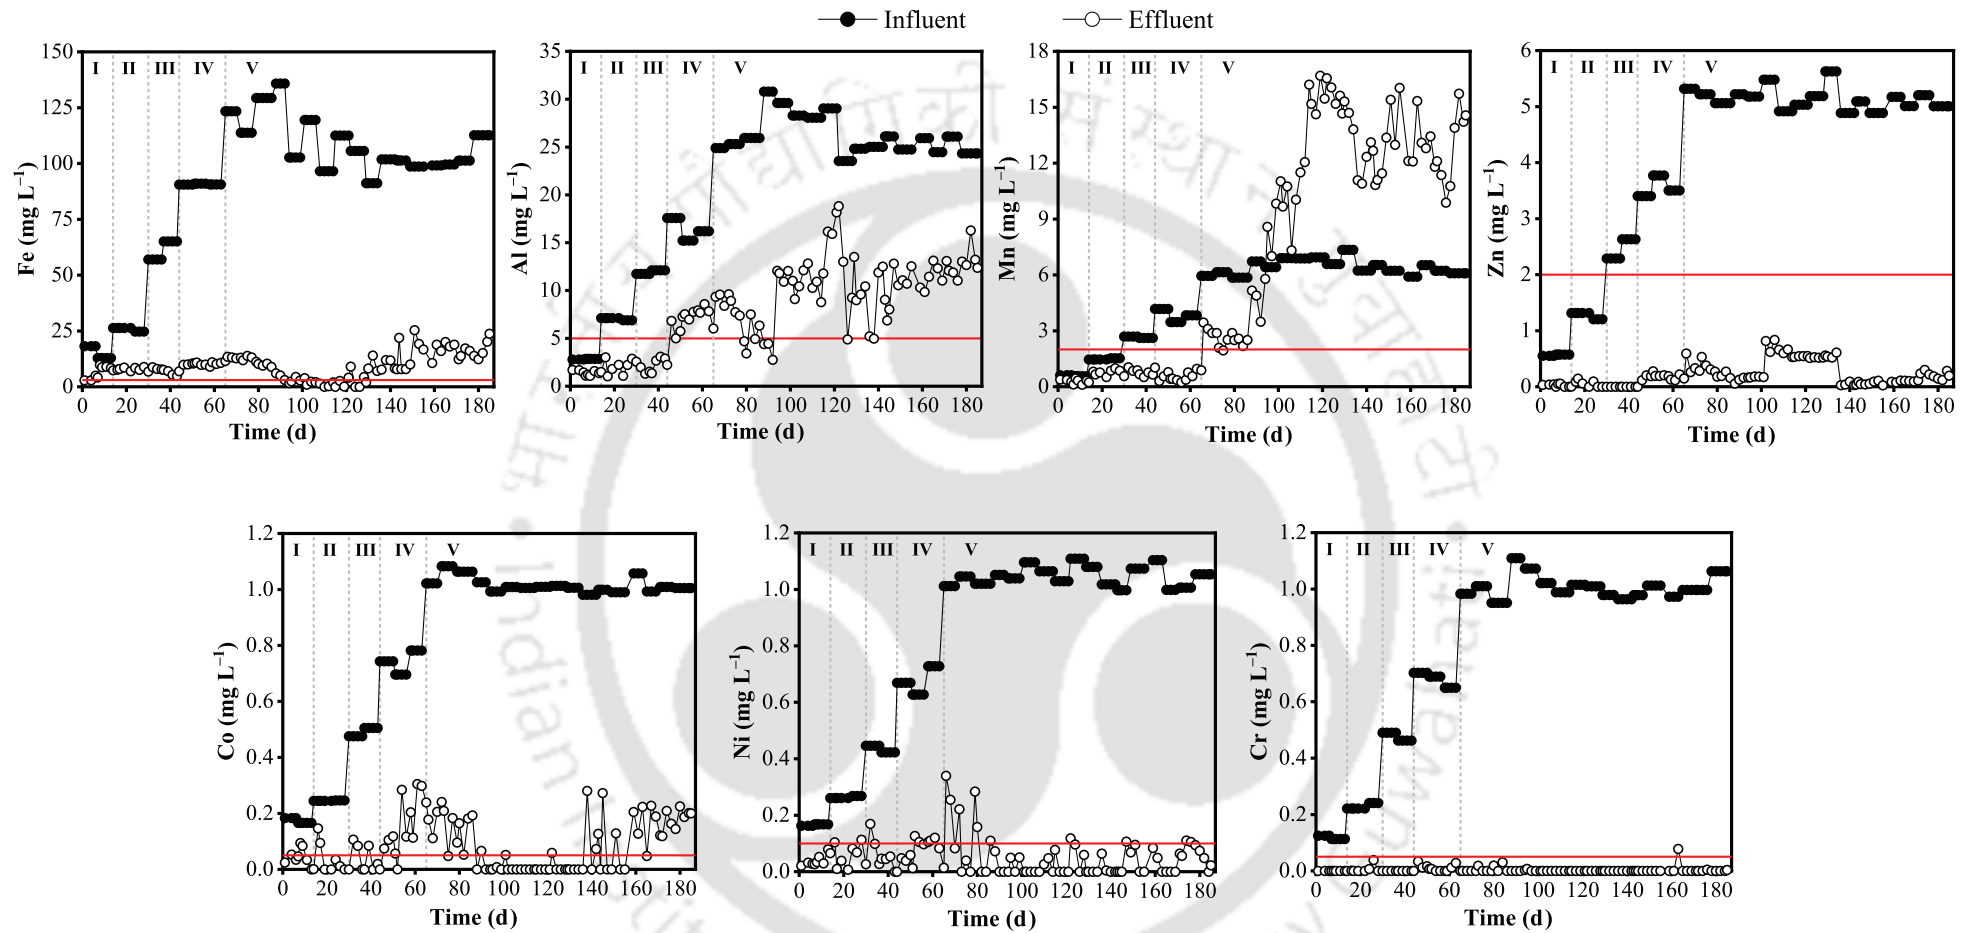 Influent Effluent
I II III IV V
Fe (mg L⁻¹)
150
125
100
75
50
25
0
0 20 40 60 80 100 120 140 160 180
Time (d)
I II III IV V
Al (mg L⁻¹)
35
30
25
20
15
10
5
0
0 20 40 60 80 100 120 140 160 180
Time (d)
I II III IV V
Mn (mg L⁻¹)
18
15
12
9
6
3
0
0 20 40 60 80 100 120 140 160 180
Time (d)
I II III IV V
Zn (mg L⁻¹)
6
5
4
3
2
1
0
0 20 40 60 80 100 120 140 160 180
Time (d)
I II III IV V
Co (mg L⁻¹)
1.2
1.0
0.8
0.6
0.4
0.2
0.0
0 20 40 60 80 100 120 140 160 180
Time (d)
I II III IV V
Ni (mg L⁻¹)
1.2
1.0
0.8
0.6
0.4
0.2
0.0
0 20 40 60 80 100 120 140 160 180
Time (d)
I II III IV V
Cr (mg L⁻¹)
1.2
1.0
0.8
0.6
0.4
0.2
0.0
0 20 40 60 80 100 120 140 160 180
Time (d)
Indian